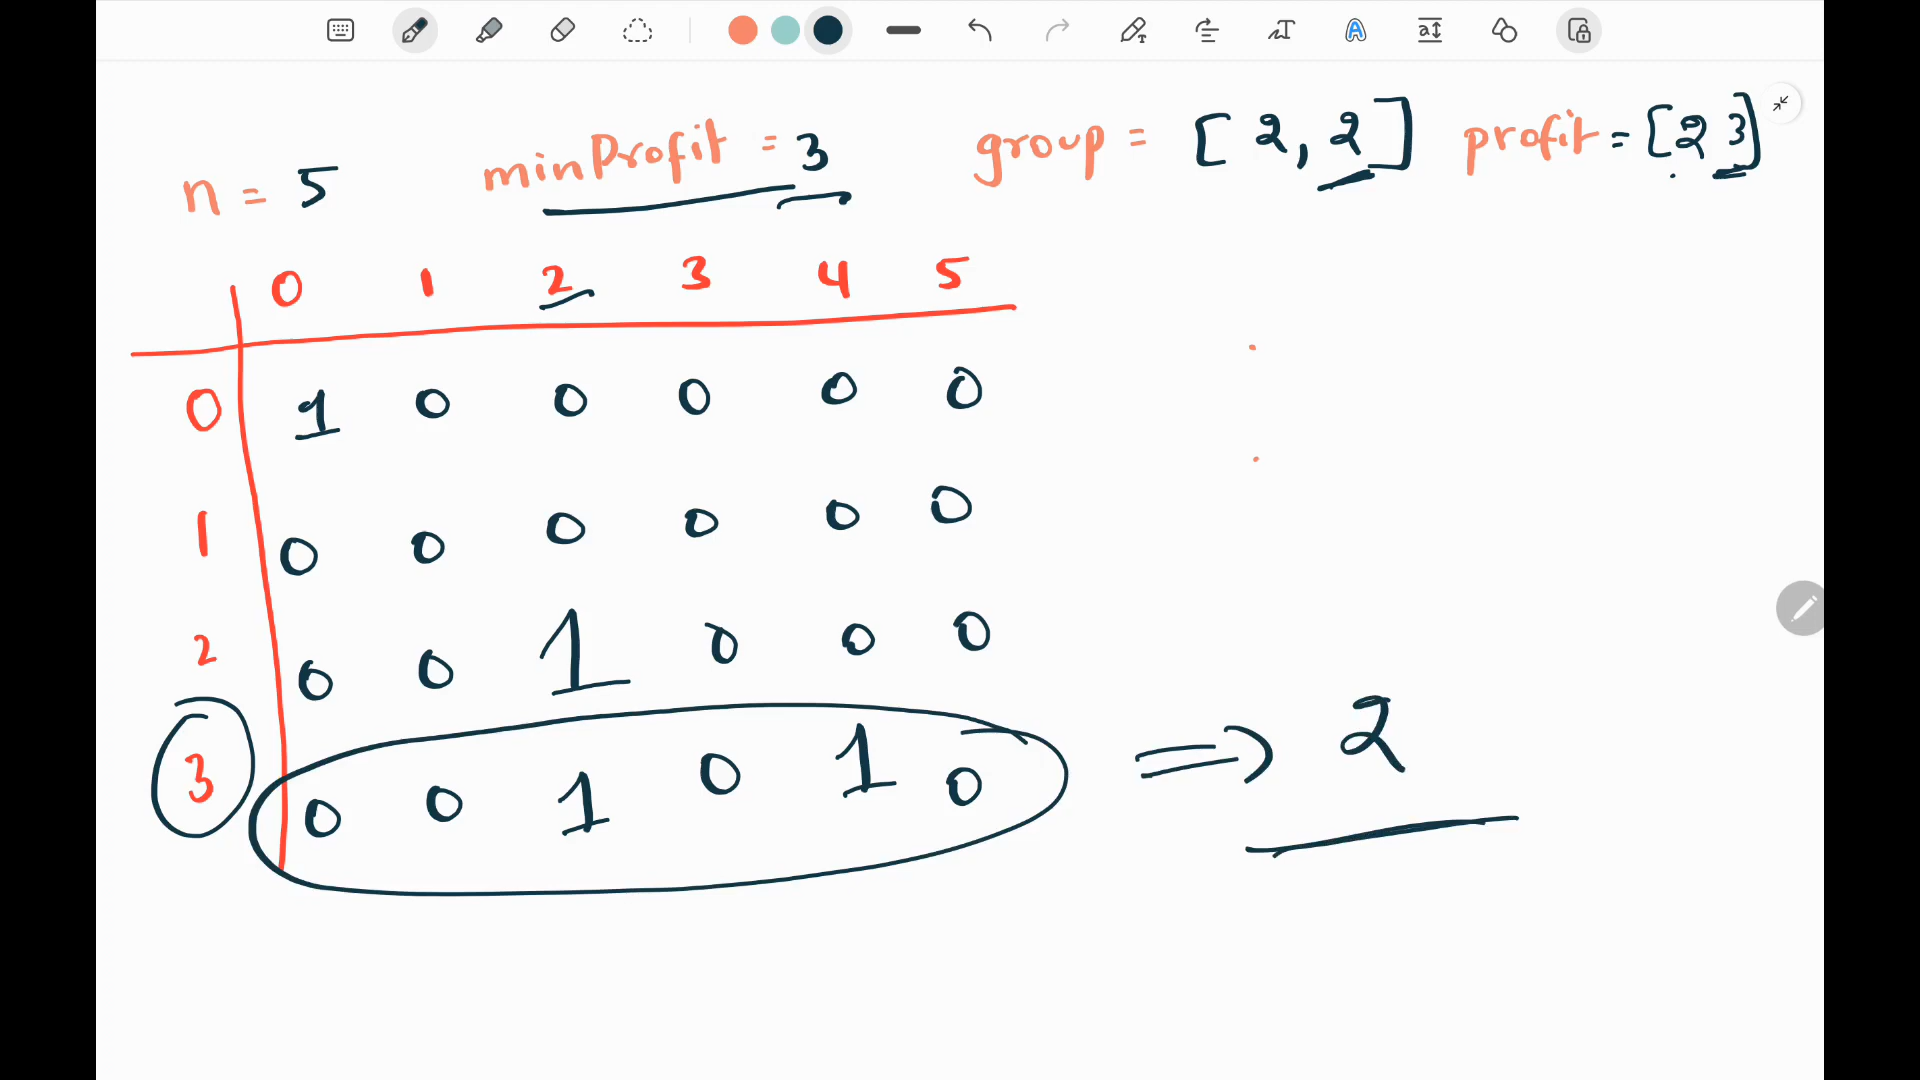 n = 5 minProfit = 3 group = [ 2, 2 ] profit = [2 3]
0 1 2 3 4 5
0 1 0 0 0 0 0
1 0 0 0 0 0 0
2 0 0 1 0 0 0
3 0 0 1 0 1 0 => 2